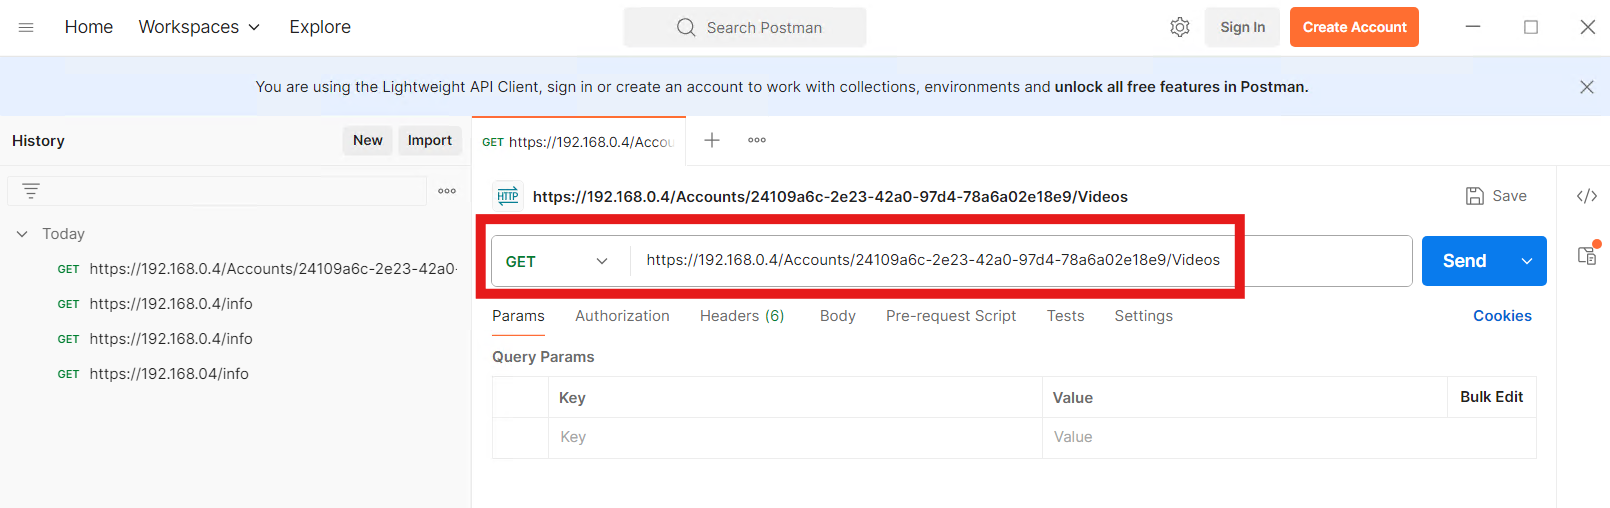 Home Workspaces Explore Search Postman Sign In Create Account
You are using the Lightweight API Client, sign in or create an account to work with collections, environments and unlock all free features in Postman.
History New Import
Today
GET https://192.168.0.4/Accounts/24109a6c-2e23-42a0-
GET https://192.168.0.4/info
GET https://192.168.0.4/info
GET https://192.168.04/info
GET https://192.168.0.4/Accou
HTTP https://192.168.0.4/Accounts/24109a6c-2e23-42a0-97d4-78a6a02e18e9/Videos Save
GET https://192.168.0.4/Accounts/24109a6c-2e23-42a0-97d4-78a6a02e18e9/Videos Send
Params Authorization Headers (6) Body Pre-request Script Tests Settings Cookies
Query Params
Key Value Bulk Edit
Key Value